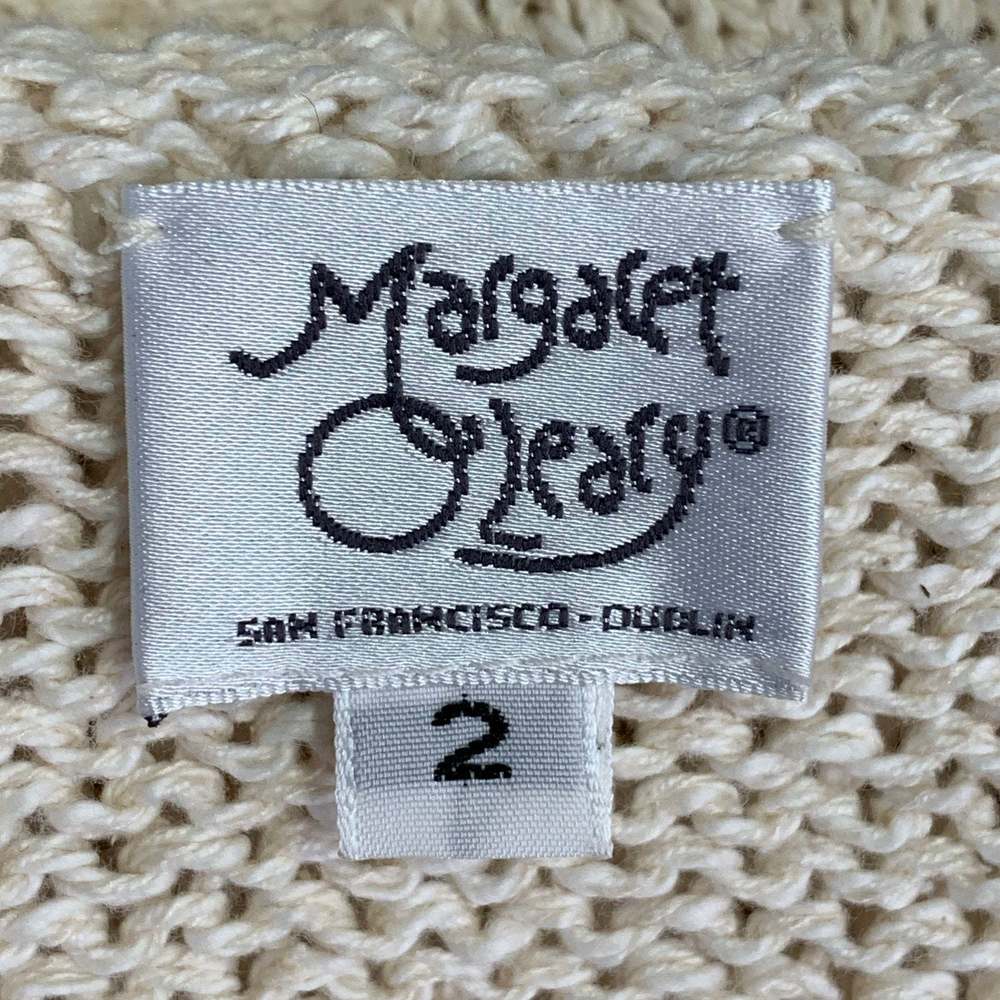 Margaret
O'leary®
SAN FRANCISCO - DUBLIN
2